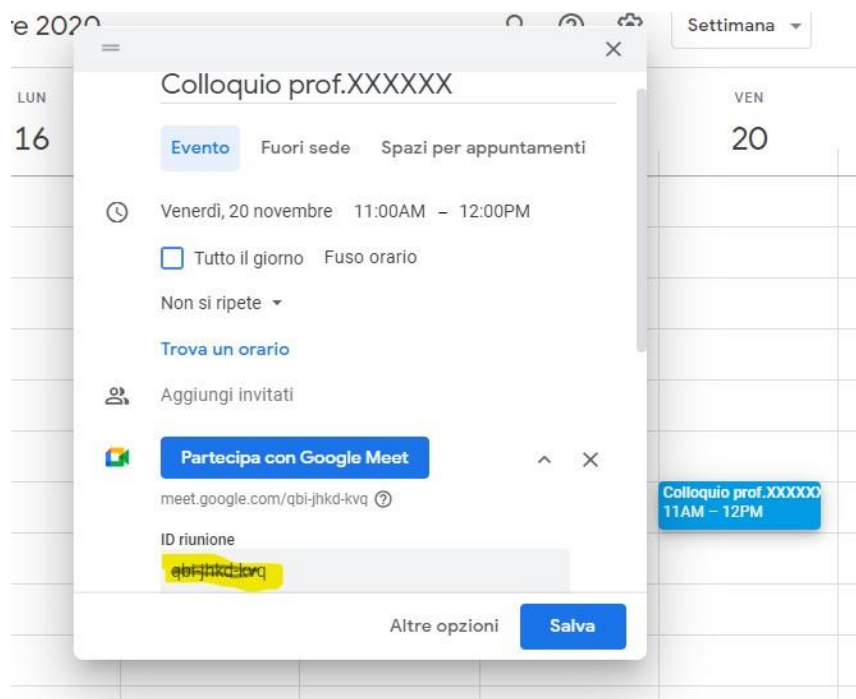 re 2020
Settimana
LUN
16
VEN
20
Colloquio prof.XXXXXX
Evento Fuori sede Spazi per appuntamenti
Venerdì, 20 novembre 11:00AM – 12:00PM
Tutto il giorno Fuso orario
Non si ripete
Trova un orario
Aggiungi invitati
Partecipa con Google Meet
meet.google.com/qbi-jhkd-kvq
ID riunione
qbi-jhkd-kvq
Colloquio prof.XXXXXX
11AM – 12PM
Altre opzioni Salva